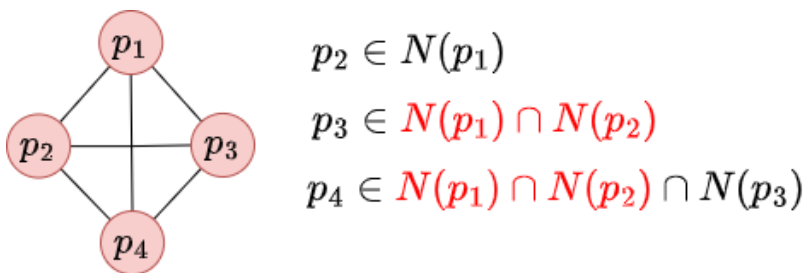 p₁
p₂ ∈ N(p₁)
p₃ ∈ N(p₁) ∩ N(p₂)
p₂
p₃
p₄ ∈ N(p₁) ∩ N(p₂) ∩ N(p₃)
p₄